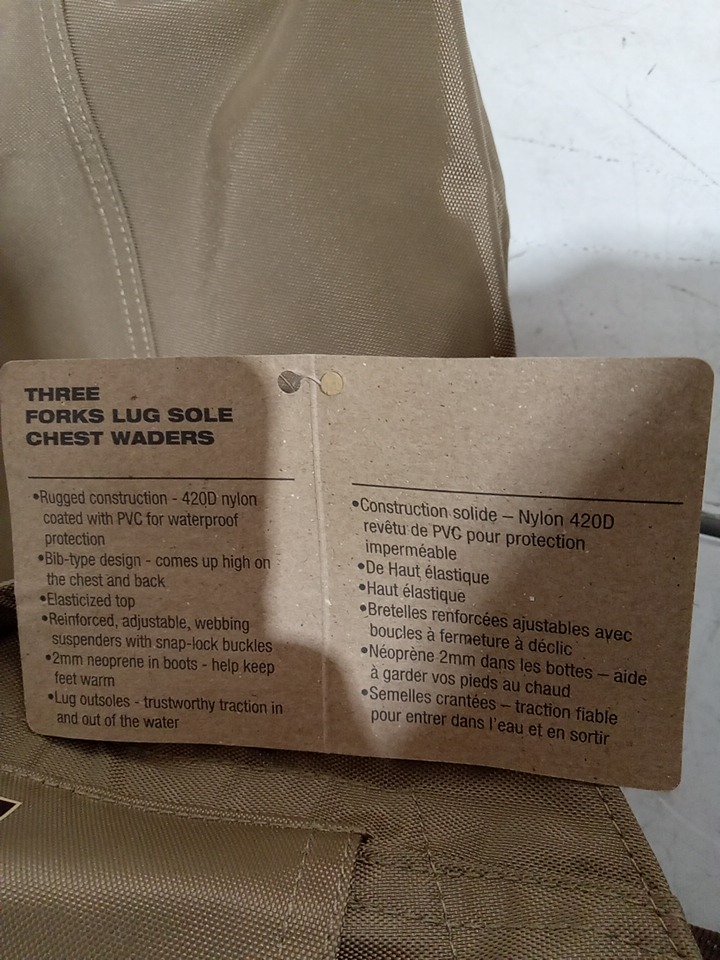 THREE
FORKS LUG SOLE
CHEST WADERS
•Rugged construction - 420D nylon
coated with PVC for waterproof
protection
•Bib-type design - comes up high on
the chest and back
•Elasticized top
•Reinforced, adjustable, webbing
suspenders with snap-lock buckles
•2mm neoprene in boots - help keep
feet warm
•Lug outsoles - trustworthy traction in
and out of the water
•Construction solide – Nylon 420D
revêtu de PVC pour protection
imperméable
•De Haut élastique
•Haut élastique
•Bretelles renforcées ajustables avec
boucles à fermeture à déclic
•Néoprène 2mm dans les bottes – aide
à garder vos pieds au chaud
•Semelles crantées – traction fiable
pour entrer dans l'eau et en sortir